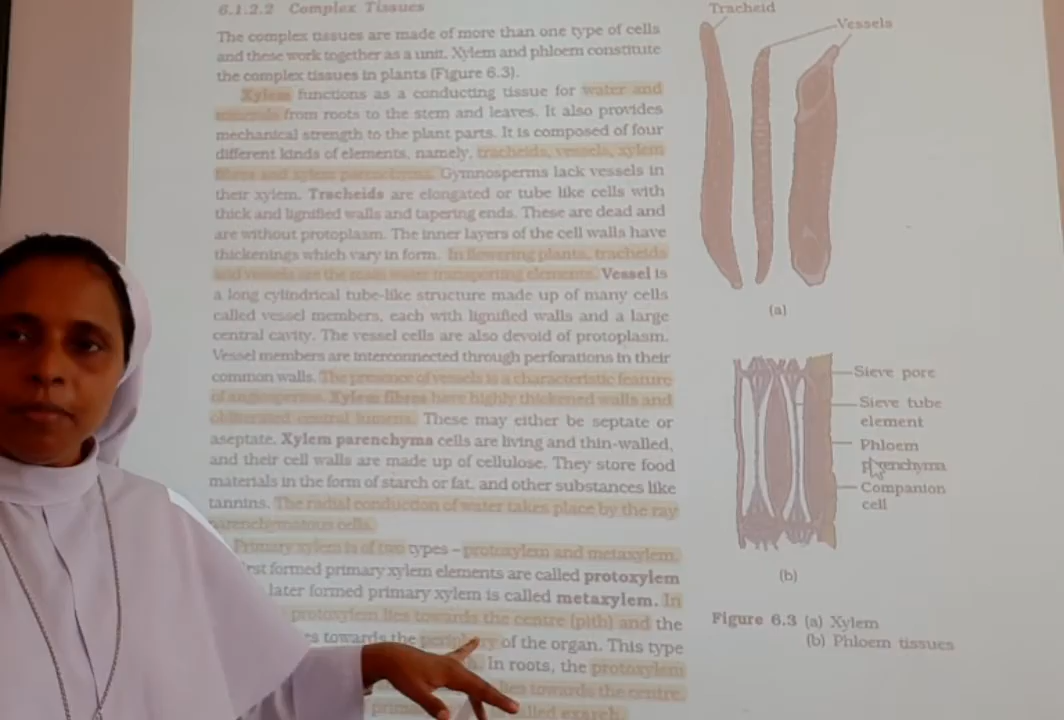 6.1.2.2 Complex Tissues
The complex tissues are made of more than one type of cells
and these work together as a unit. Xylem and phloem constitute
the complex tissues in plants (Figure 6.3).
Xylem functions as a conducting tissue for water and
minerals from roots to the stem and leaves. It also provides
mechanical strength to the plant parts. It is composed of four
different kinds of elements, namely, tracheids, vessels, xylem
fibres and xylem parenchyma. Gymnosperms lack vessels in
their xylem. Tracheids are elongated or tube like cells with
thick and lignified walls and tapering ends. These are dead and
are without protoplasm. The inner layers of the cell walls have
thickenings which vary in form. In flowering plants, tracheids
and vessels are the main water transporting elements. Vessel is
a long cylindrical tube-like structure made up of many cells
called vessel members, each with lignified walls and a large
central cavity. The vessel cells are also devoid of protoplasm.
Vessel members are interconnected through perforations in their
common walls. The presence of vessels is a characteristic feature
of angiosperms. Xylem fibres have highly thickened walls and
obliterated central lumens. These may either be septate or
aseptate. Xylem parenchyma cells are living and thin-walled,
and their cell walls are made up of cellulose. They store food
materials in the form of starch or fat, and other substances like
tannins. The radial conduction of water takes place by the ray
parenchymatous cells.
Primary xylem is of two types – protoxylem and metaxylem.
first formed primary xylem elements are called protoxylem
later formed primary xylem is called metaxylem. In
protoxylem lies towards the centre (pith) and the
towards the periphery of the organ. This type
In roots, the protoxylem
lies towards the centre.
called exarch.
Tracheid
Vessels
(a)
Sieve pore
Sieve tube
element
Phloem
parenchyma
Companion
cell
(b)
Figure 6.3 (a) Xylem
(b) Phloem tissues